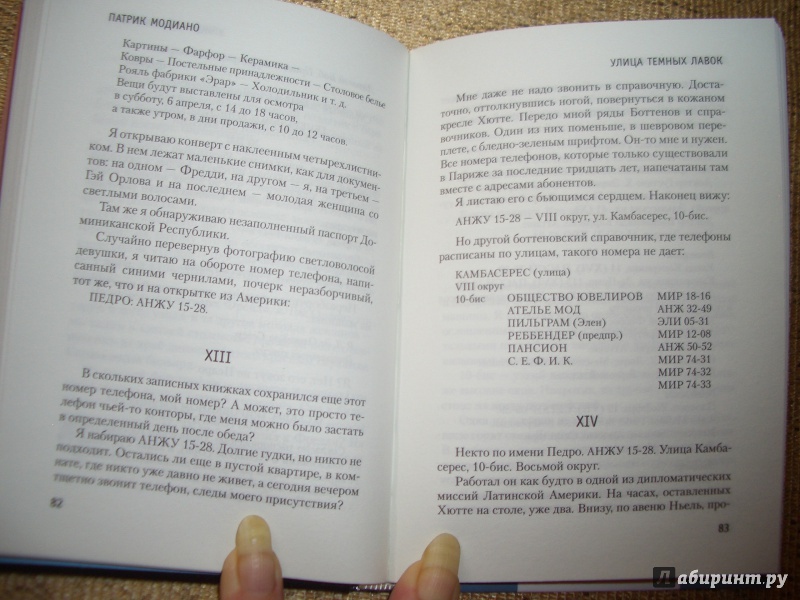 ПАТРИК МОДИАНО
Картины — Фарфор — Керамика —
Ковры — Постельные принадлежности — Столовое белье
Рояль фабрики «Эрар» — Холодильник и т. д.
Вещи будут выставлены для осмотра
в субботу, 6 апреля, с 14 до 18 часов,
а также утром, в дни продажи, с 10 до 12 часов.
Я открываю конверт с наклеенным четырехлистни-
ком. В нем лежат маленькие снимки, как для докумен-
тов: на одном — Фредди, на другом — я, на третьем —
Гэй Орлова и на последнем — молодая женщина со
светлыми волосами.
Там же я обнаруживаю незаполненный паспорт До-
миниканской Республики.
Случайно перевернув фотографию светловолосой
девушки, я читаю на обороте номер телефона, напи-
санный синими чернилами, почерк неразборчивый,
тот же, что и на открытке из Америки:
ПЕДРО: АНЖУ 15-28.
XIII
В скольких записных книжках сохранился еще этот
номер телефона, мой номер? А может, это просто те-
лефон чьей-то конторы, где меня можно было застать
в определенный день после обеда?
Я набираю АНЖУ 15-28. Долгие гудки, но никто не
подходит. Остались ли еще в пустой квартире, в ком-
нате, где никто уже давно не живет, а сегодня вечером
тщетно звонит телефон, следы моего присутствия?
82
УЛИЦА ТЕМНЫХ ЛАВОК
Мне даже не надо звонить в справочную. Доста-
точно, оттолкнувшись ногой, повернуться в кожаном
кресле Хютте. Передо мной ряды Боттенов и спра-
вочников. Один из них поменьше, в шевровом пере-
плете, с бледно-зеленым шрифтом. Он-то мне и нужен.
Все номера телефонов, которые только существовали
в Париже за последние тридцать лет, напечатаны там
вместе с адресами абонентов.
Я листаю его с бьющимся сердцем. Наконец вижу:
АНЖУ 15-28 — VIII округ, ул. Камбасерес, 10-бис.
Но другой боттеновский справочник, где телефоны
расписаны по улицам, такого номера не дает:
КАМБАСЕРЕС (улица)
VIII округ
10-бис ОБЩЕСТВО ЮВЕЛИРОВ МИР 18-16
АТЕЛЬЕ МОД АНЖ 32-49
ПИЛЬГРАМ (Элен) ЭЛИ 05-31
РЕББЕНДЕР (предпр.) МИР 12-08
ПАНСИОН АНЖ 50-52
С. Е. Ф. И. К. МИР 74-31
МИР 74-32
МИР 74-33
XIV
Некто по имени Педро. АНЖУ 15-28. Улица Камба-
серес, 10-бис. Восьмой округ.
Работал он как будто в одной из дипломатических
миссий Латинской Америки. На часах, оставленных
Хютте на столе, уже два. Внизу, по авеню Ньель, про-
83
Лабиринт.ру